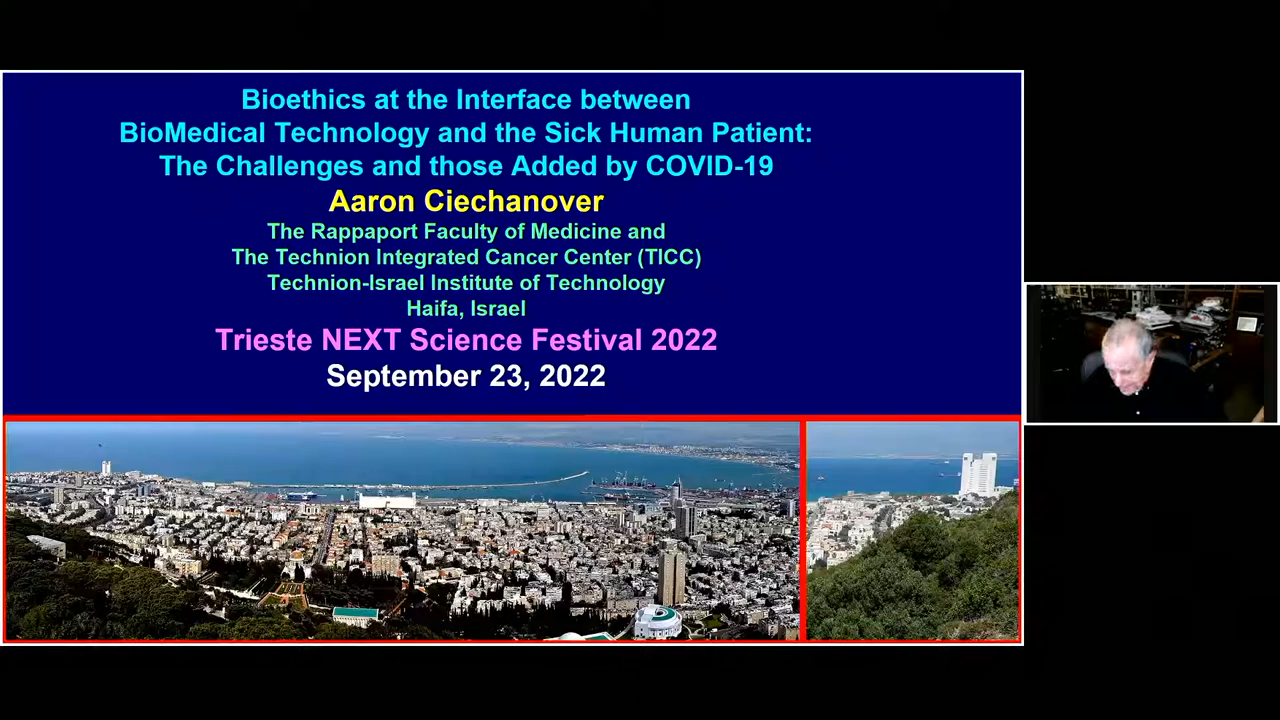 Bioethics at the Interface between
BioMedical Technology and the Sick Human Patient:
The Challenges and those Added by COVID-19
Aaron Ciechanover
The Rappaport Faculty of Medicine and
The Technion Integrated Cancer Center (TICC)
Technion-Israel Institute of Technology
Haifa, Israel
Trieste NEXT Science Festival 2022
September 23, 2022